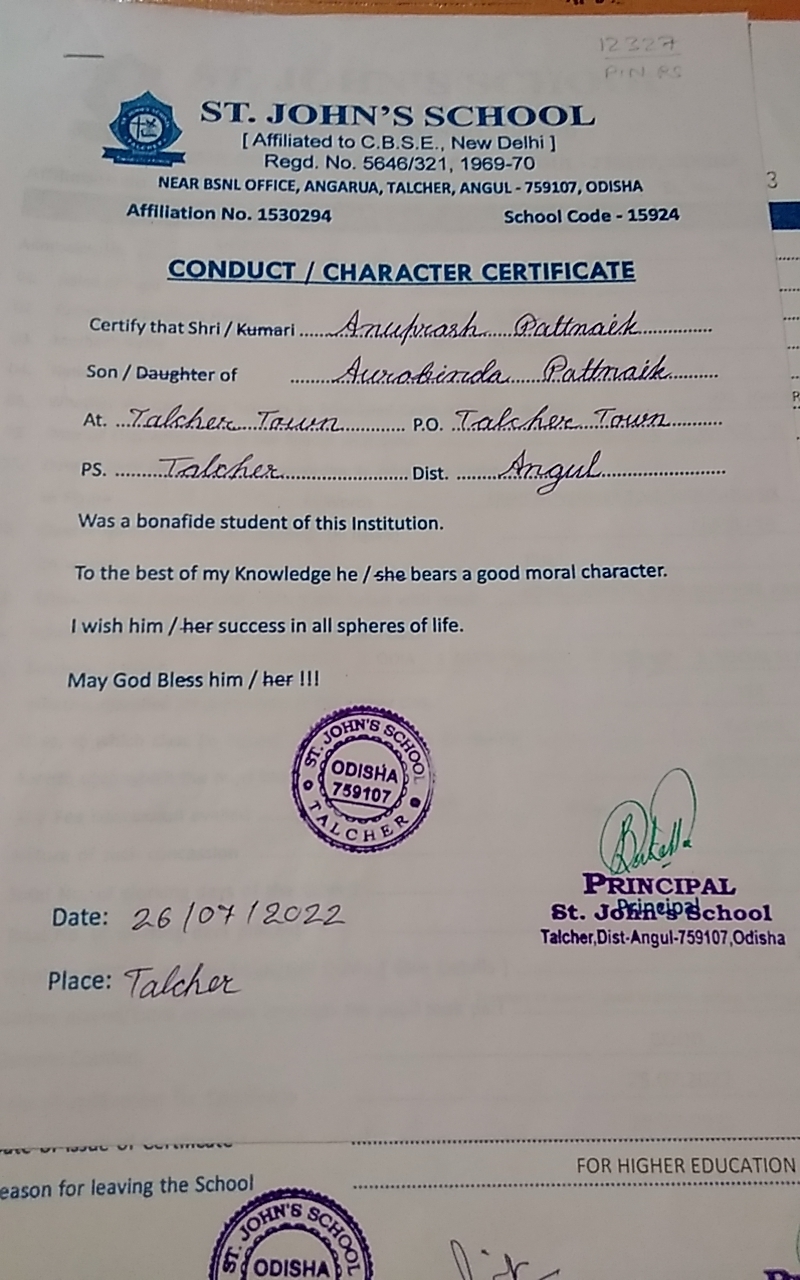 12327
ST. JOHN'S SCHOOL
[ Affiliated to C.B.S.E., New Delhi ]
Regd. No. 5646/321, 1969-70
NEAR BSNL OFFICE, ANGARUA, TALCHER, ANGUL - 759107, ODISHA
Affiliation No. 1530294 School Code - 15924
CONDUCT / CHARACTER CERTIFICATE
Certify that Shri / Kumari ......Anuprash.....Pattnaik..............
Son / Daughter of ........Aurobinda......Pattnaik.........
At. ...Talcher...Town............. P.O. ..Talcher..Town..........
PS. .........Talcher......................... Dist. ........Angul.........................
Was a bonafide student of this Institution.
To the best of my Knowledge he / she bears a good moral character.
I wish him / her success in all spheres of life.
May God Bless him / her !!!
ST. JOHN'S SCHOOL
ODISHA
759107
TALCHER
PRINCIPAL
Principal
St. John's School
Talcher,Dist-Angul-759107,Odisha
Date: 26/07/2022
Place: Talcher
3
FOR HIGHER EDUCATION
eason for leaving the School
ST. JOHN'S SCHOOL
ODISHA